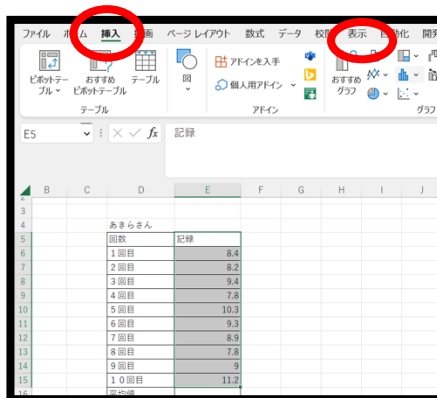 ファイル ホーム 挿入 描画 ページ レイアウト 数式 データ 校閲 表示 自動化 開発
ピボットテー
ブル
おすすめ
ピボットテーブル
テーブル
図
アドインを入手
個人用アドイン
おすすめ
グラフ
テーブル アドイン グラフ
E5 fx 記録
B C D E F G H I J
2
3
4 あきらさん
5 回数 記録
6 1回目 8.4
7 2回目 8.2
8 3回目 9.4
9 4回目 7.8
10 5回目 10.3
11 6回目 9.3
12 7回目 8.9
13 8回目 7.8
14 9回目 9
15 10回目 11.2
16 平均値